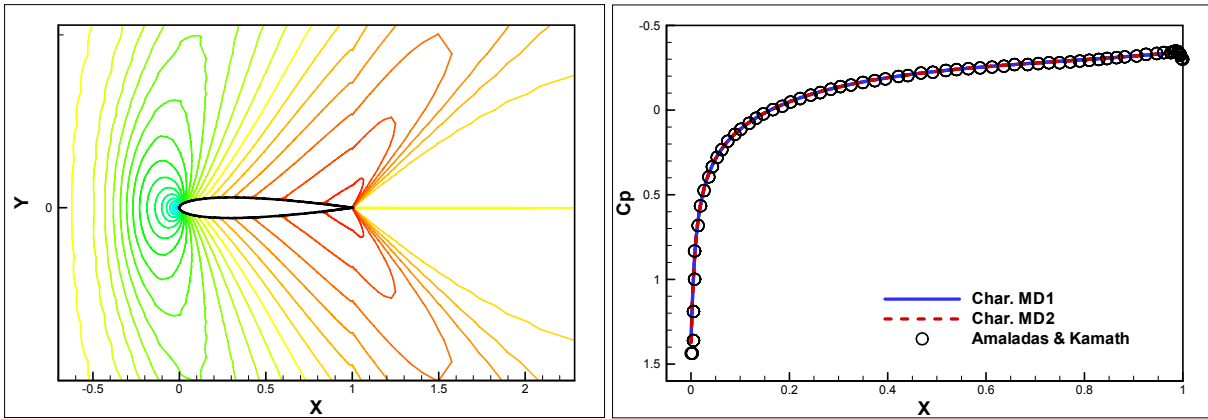 Y
0
-0.5 0 0.5 1 1.5 2
X
-0.5
0
0.5
1
1.5
Cp
Char. MD1
Char. MD2
Amaladas & Kamath
0 0.2 0.4 0.6 0.8 1
X